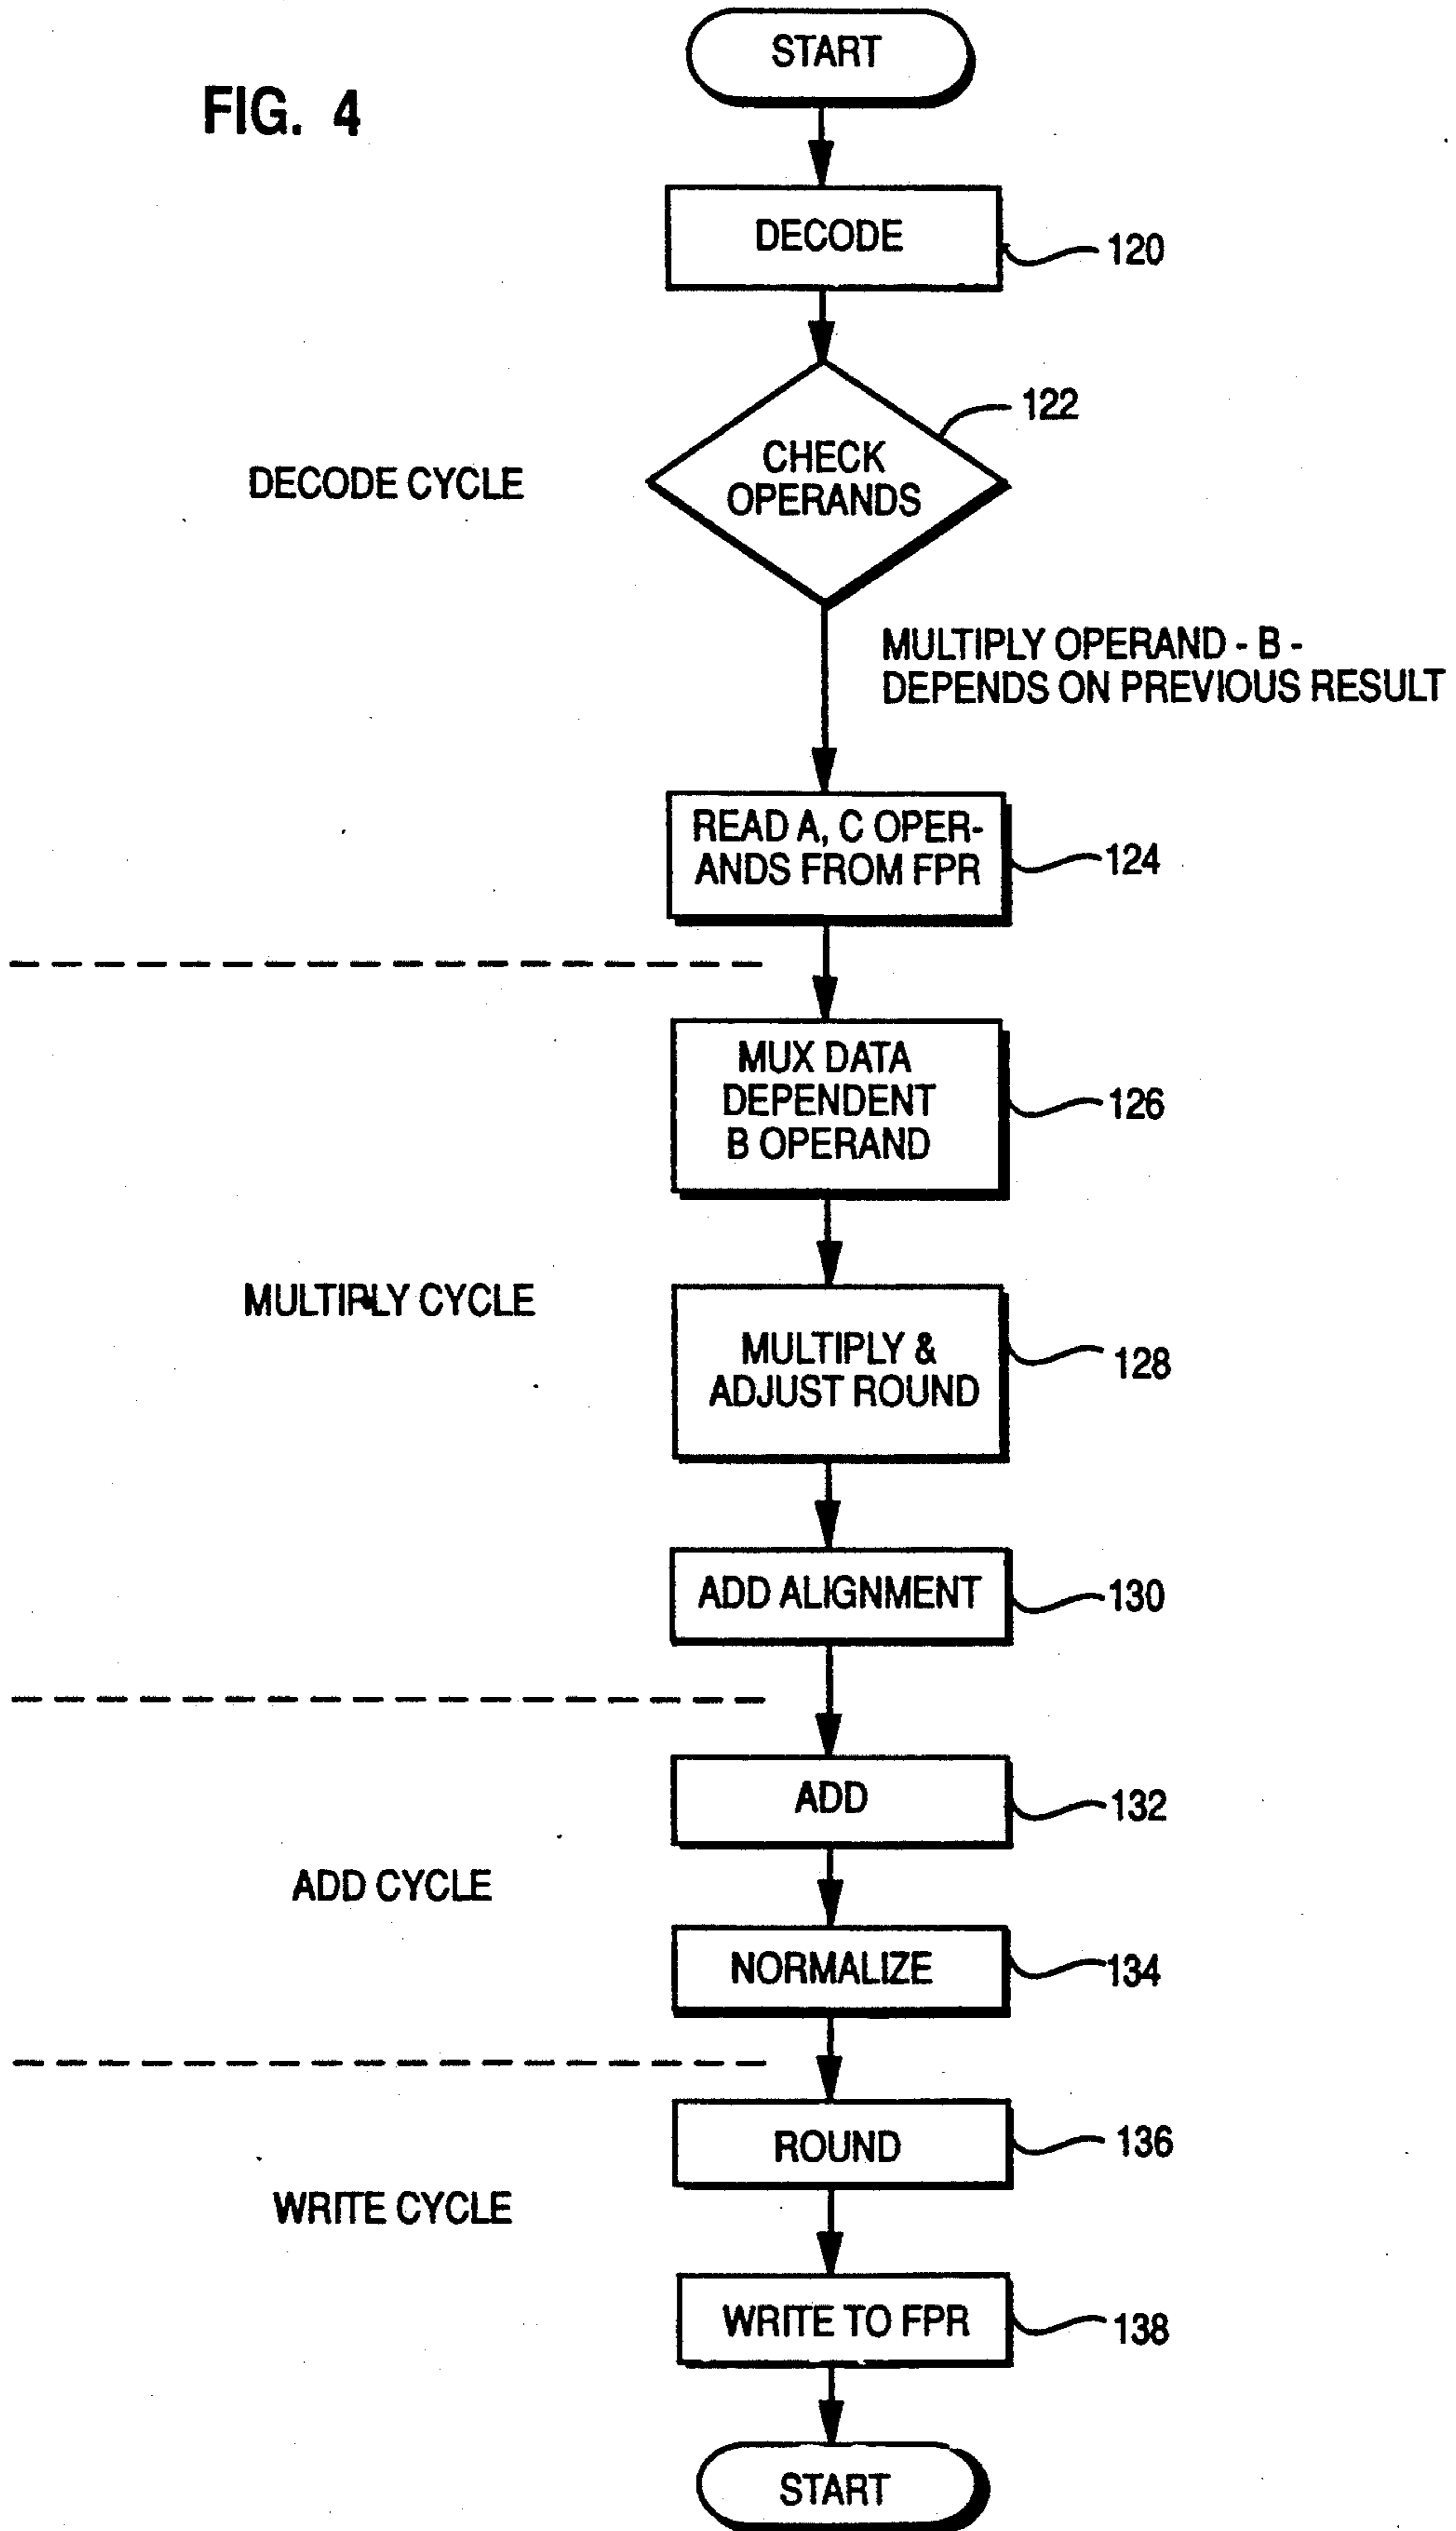 FIG. 4
START
DECODE
120
122
CHECK
OPERANDS
DECODE CYCLE
MULTIPLY OPERAND - B -
DEPENDS ON PREVIOUS RESULT
READ A, C OPER-
ANDS FROM FPR
124
MUX DATA
DEPENDENT
B OPERAND
126
MULTIPLY CYCLE
MULTIPLY &
ADJUST ROUND
128
ADD ALIGNMENT
130
ADD
132
ADD CYCLE
NORMALIZE
134
ROUND
136
WRITE CYCLE
WRITE TO FPR
138
START